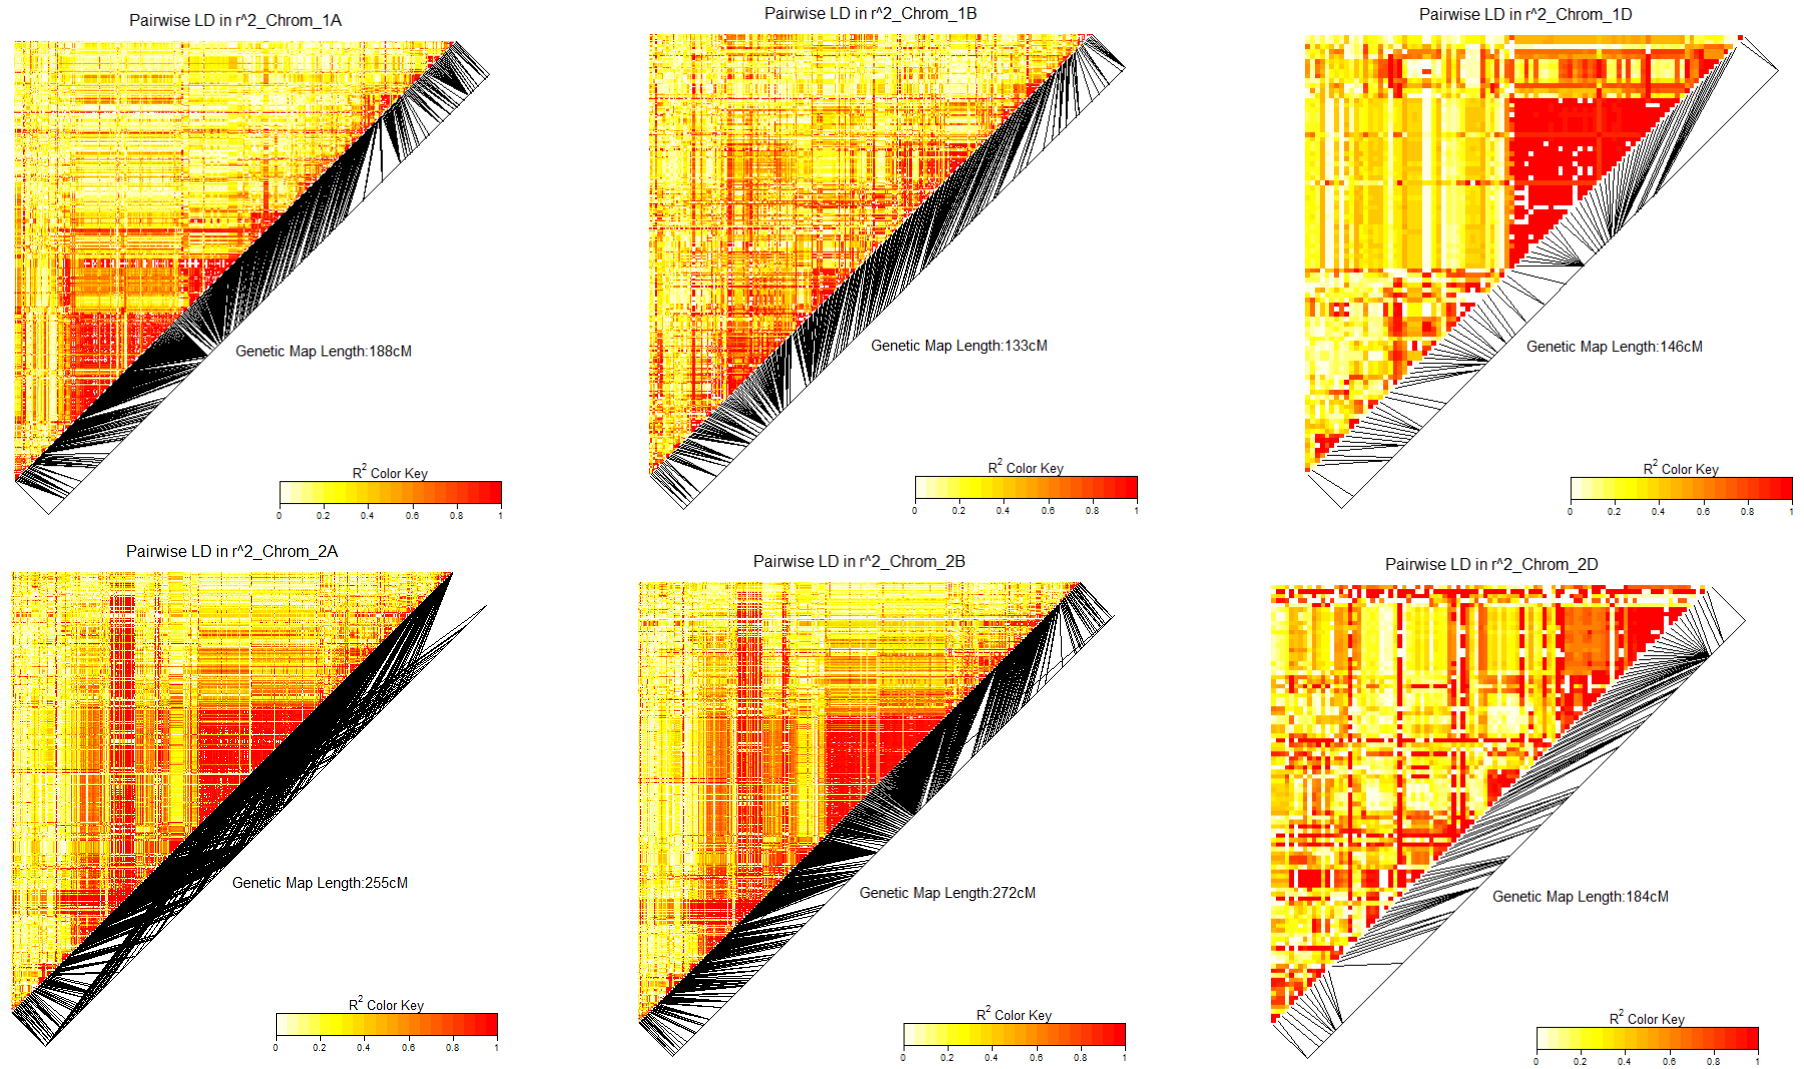 Pairwise LD in r^2_Chrom_1A
Genetic Map Length:188cM
R2 Color Key
0 0.2 0.4 0.6 0.8 1
Pairwise LD in r^2_Chrom_1B
Genetic Map Length:133cM
R2 Color Key
0 0.2 0.4 0.6 0.8 1
Pairwise LD in r^2_Chrom_1D
Genetic Map Length:146cM
R2 Color Key
0 0.2 0.4 0.6 0.8 1
Pairwise LD in r^2_Chrom_2A
Genetic Map Length:255cM
R2 Color Key
0 0.2 0.4 0.6 0.8 1
Pairwise LD in r^2_Chrom_2B
Genetic Map Length:272cM
R2 Color Key
0 0.2 0.4 0.6 0.8 1
Pairwise LD in r^2_Chrom_2D
Genetic Map Length:184cM
R2 Color Key
0 0.2 0.4 0.6 0.8 1